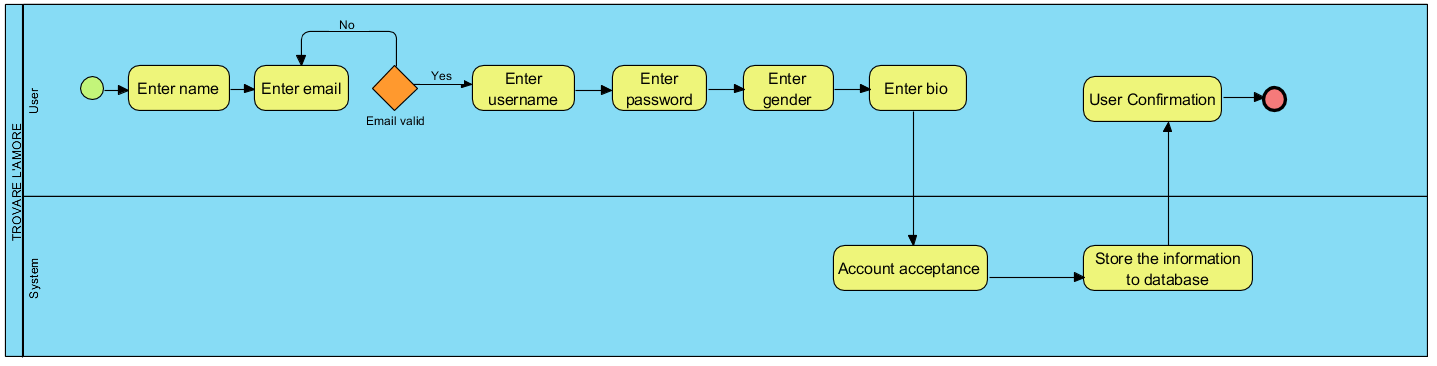 TROVARE L'AMORE
User
No
Enter name
Enter email
Email valid
Yes
Enter
username
Enter
password
Enter
gender
Enter bio
User Confirmation
System
Account acceptance
Store the information
to database